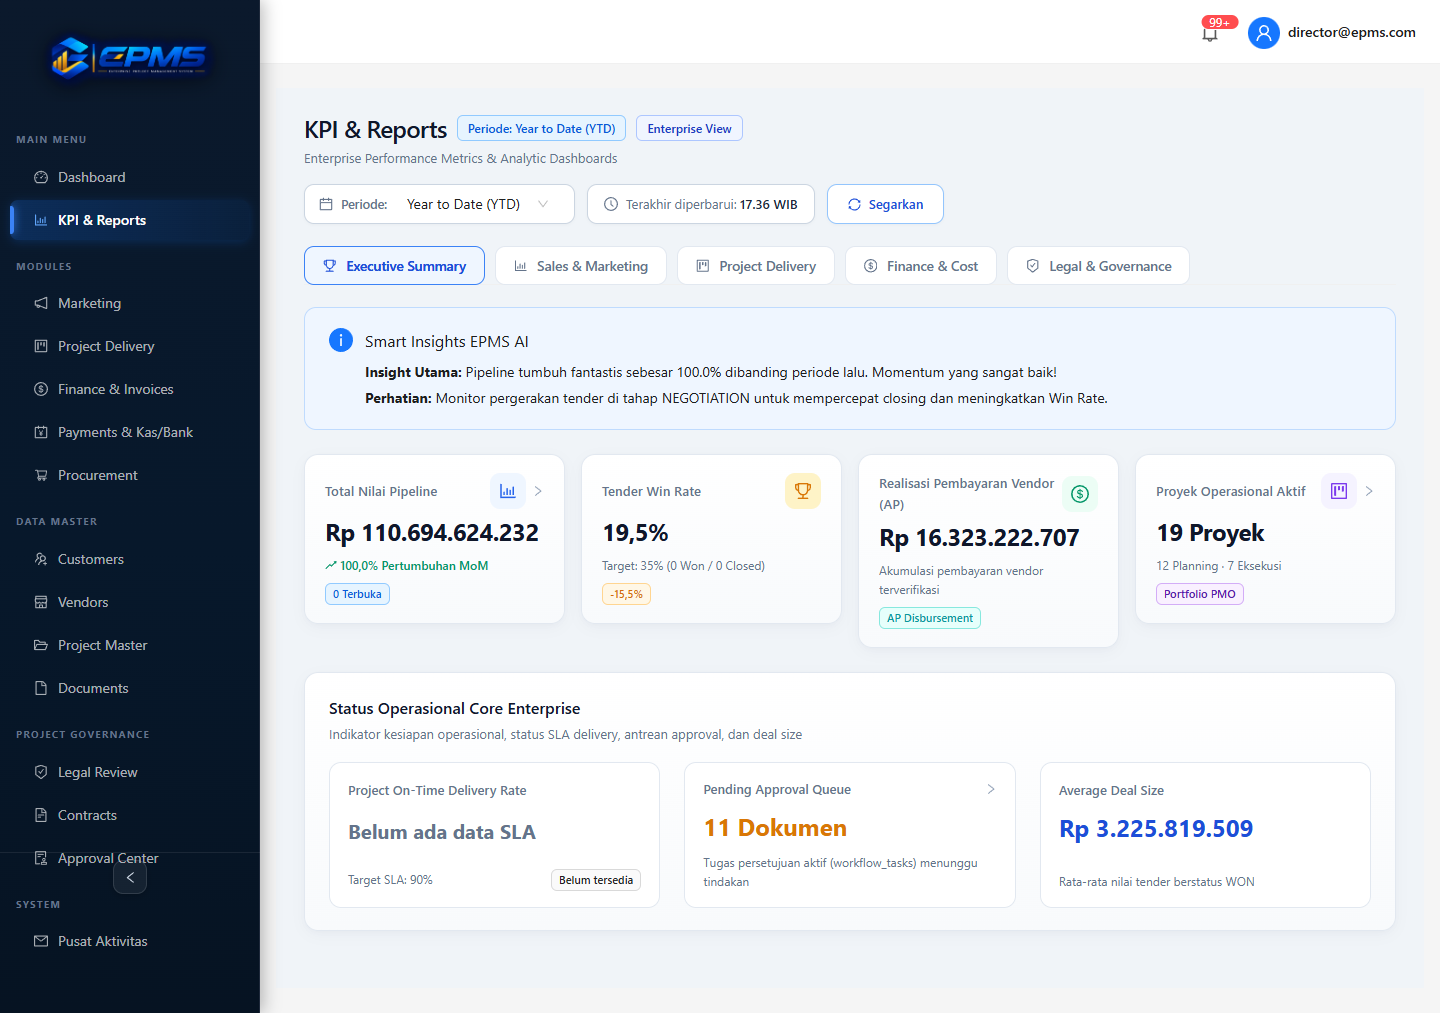 EPMS
99+
director@epms.com
MAIN MENU
Dashboard
KPI & Reports
MODULES
Marketing
Project Delivery
Finance & Invoices
Payments & Kas/Bank
Procurement
DATA MASTER
Customers
Vendors
Project Master
Documents
PROJECT GOVERNANCE
Legal Review
Contracts
Approval Center
SYSTEM
Pusat Aktivitas
KPI & Reports
Periode: Year to Date (YTD)
Enterprise View
Enterprise Performance Metrics & Analytic Dashboards
Periode: Year to Date (YTD)
Terakhir diperbarui: 17.36 WIB
Segarkan
Executive Summary
Sales & Marketing
Project Delivery
Finance & Cost
Legal & Governance
Smart Insights EPMS AI
Insight Utama: Pipeline tumbuh fantastis sebesar 100.0% dibanding periode lalu. Momentum yang sangat baik!
Perhatian: Monitor pergerakan tender di tahap NEGOTIATION untuk mempercepat closing dan meningkatkan Win Rate.
Total Nilai Pipeline
Rp 110.694.624.232
100,0% Pertumbuhan MoM
0 Terbuka
Tender Win Rate
19,5%
Target: 35% (0 Won / 0 Closed)
-15,5%
Realisasi Pembayaran Vendor
(AP)
Rp 16.323.222.707
Akumulasi pembayaran vendor
terverifikasi
AP Disbursement
Proyek Operasional Aktif
19 Proyek
12 Planning · 7 Eksekusi
Portfolio PMO
Status Operasional Core Enterprise
Indikator kesiapan operasional, status SLA delivery, antrean approval, dan deal size
Project On-Time Delivery Rate
Belum ada data SLA
Target SLA: 90%
Belum tersedia
Pending Approval Queue
11 Dokumen
Tugas persetujuan aktif (workflow_tasks) menunggu
tindakan
Average Deal Size
Rp 3.225.819.509
Rata-rata nilai tender berstatus WON